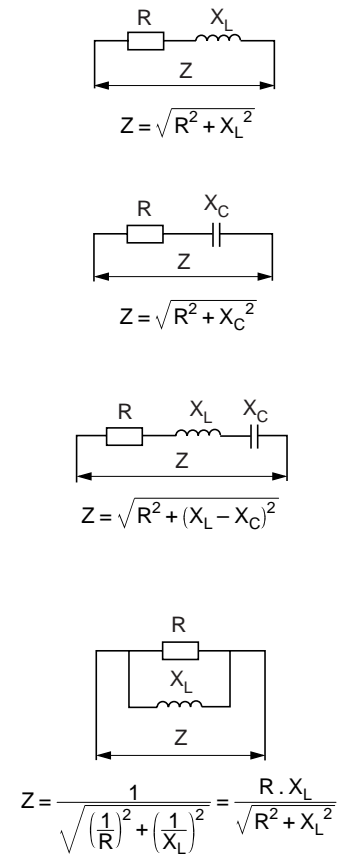 R X_L
Z
Z = √(R² + X_L²)
R X_C
Z
Z = √(R² + X_C²)
R X_L X_C
Z
Z = √(R² + (X_L – X_C)²)
R
X_L
Z
Z = 1 / √((1/R)² + (1/X_L)²) = R . X_L / √(R² + X_L²)